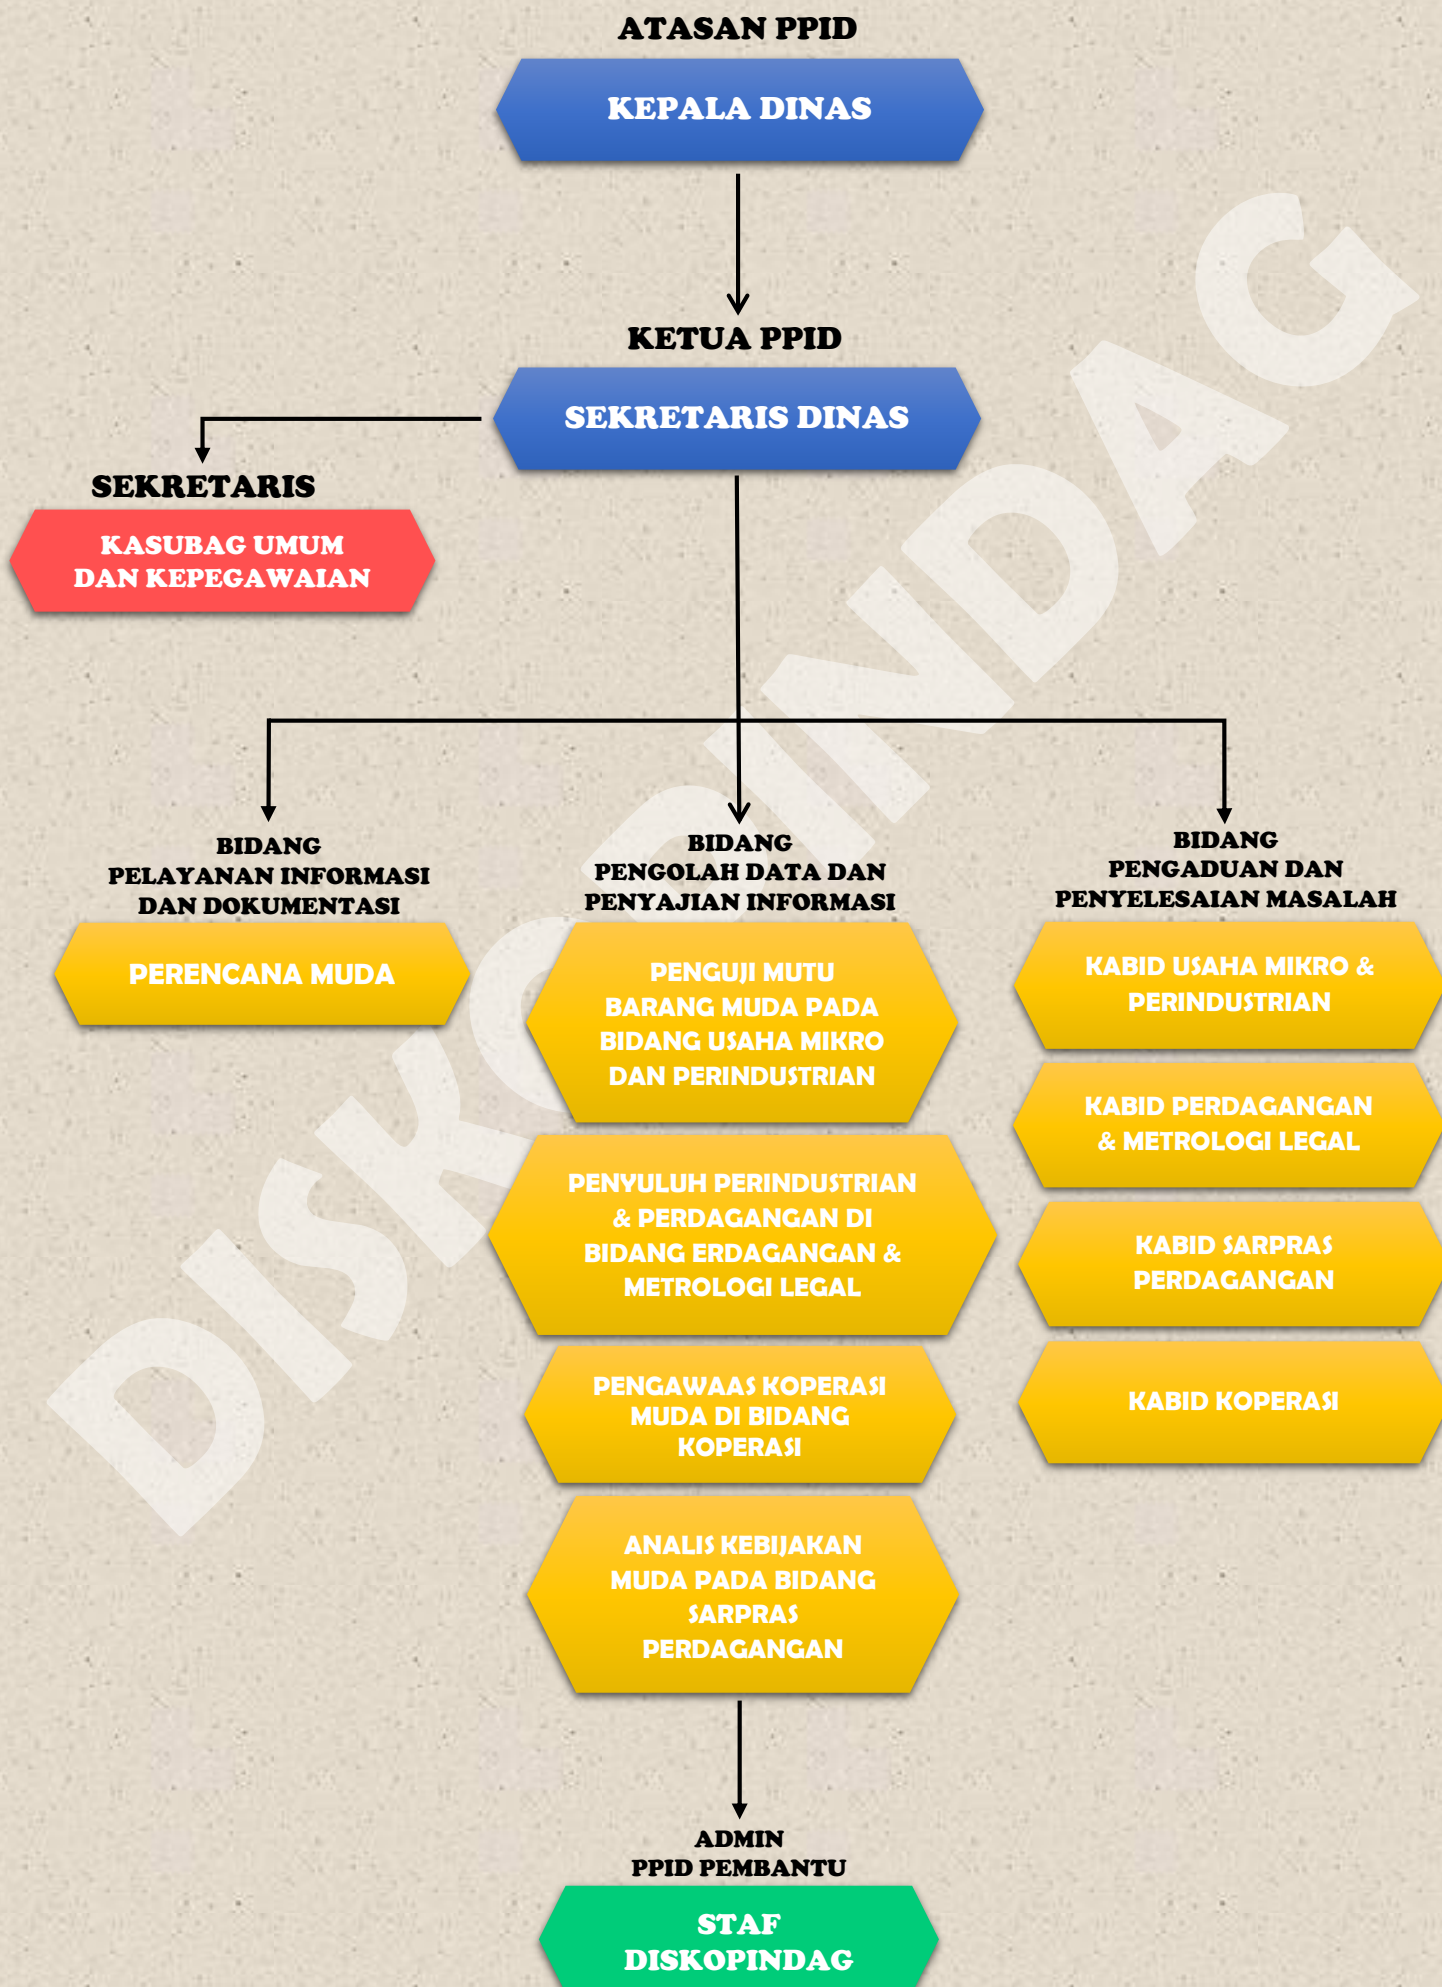 ATASAN PPID
KEPALA DINAS
KETUA PPID
SEKRETARIS DINAS
SEKRETARIS
KASUBAG UMUM
DAN KEPEGAWAIAN
BIDANG
PELAYANAN INFORMASI
DAN DOKUMENTASI
PERENCANA MUDA
BIDANG
PENGOLAH DATA DAN
PENYAJIAN INFORMASI
PENGUJI MUTU
BARANG MUDA PADA
BIDANG USAHA MIKRO
DAN PERINDUSTRIAN
PENYULUH PERINDUSTRIAN
& PERDAGANGAN DI
BIDANG ERDAGANGAN &
METROLOGI LEGAL
PENGAWAAS KOPERASI
MUDA DI BIDANG
KOPERASI
ANALIS KEBIJAKAN
MUDA PADA BIDANG
SARPRAS
PERDAGANGAN
BIDANG
PENGADUAN DAN
PENYELESAIAN MASALAH
KABID USAHA MIKRO &
PERINDUSTRIAN
KABID PERDAGANGAN
& METROLOGI LEGAL
KABID SARPRAS
PERDAGANGAN
KABID KOPERASI
ADMIN
PPID PEMBANTU
STAF
DISKOPINDAG
DISKOPINDAG